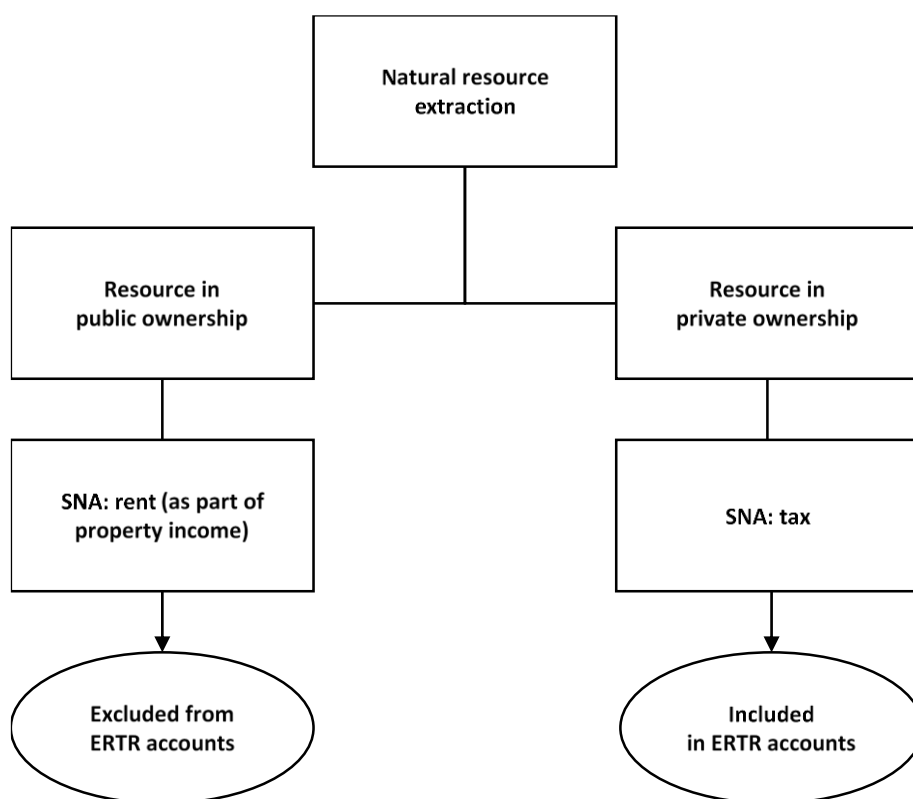 Natural resource
extraction
Resource in
public ownership
Resource in
private ownership
SNA: rent (as part of
property income)
SNA: tax
Excluded from
ERTR accounts
Included
in ERTR accounts